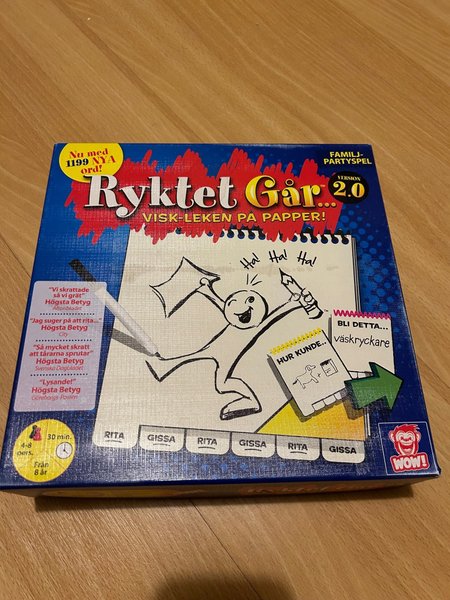 Nu med
1199 NYA
ord!
FAMILJ-
PARTYSPEL
Ryktet Går...
VERSION
2.0
VISK-LEKEN PÅ PAPPER!
Ha! Ha! Ha!
"Vi skrattade
så vi grät"
Högsta Betyg
Aftonbladet
"Jag suger på att rita..."
Högsta Betyg
City
"Så mycket skratt
att tårarna sprutar"
Högsta Betyg
Svenska Dagbladet
"Lysande!"
Högsta Betyg
Göteborgs-Posten
HUR KUNDE..
BLI DETTA...
väskryckare
RITA
GISSA
RITA
GISSA
RITA
GISSA
4-8
pers.
30 min.
Från
8 år
WOW!